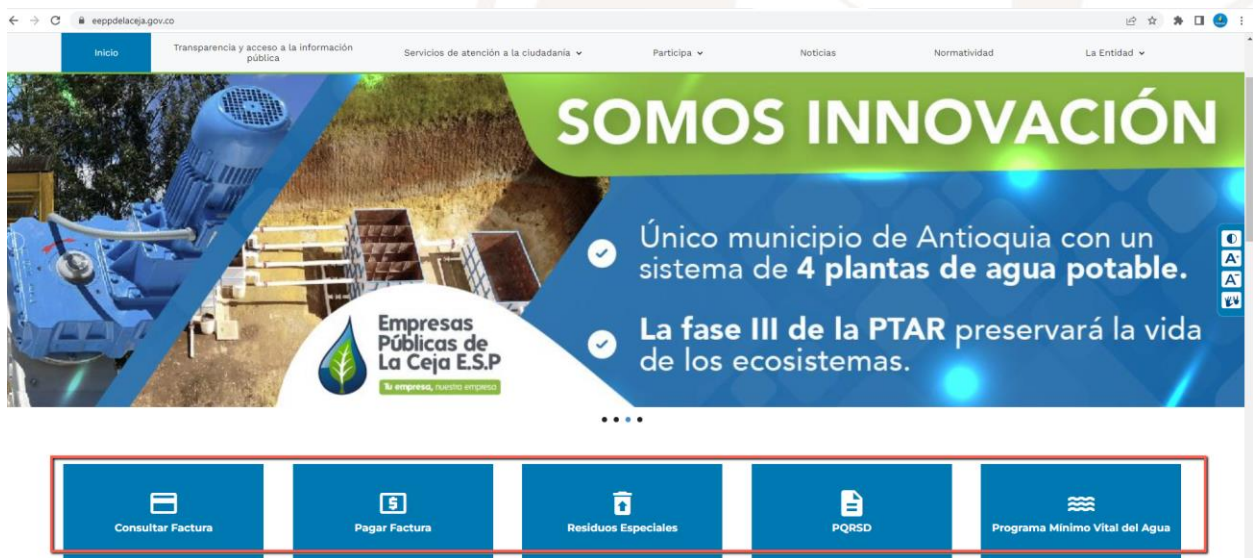 eeppdelaceja.gov.co
Inicio
Transparencia y acceso a la información
pública
Servicios de atención a la ciudadanía
Participa
Noticias
Normatividad
La Entidad
SOMOS INNOVACIÓN
Único municipio de Antioquia con un
sistema de 4 plantas de agua potable.
La fase III de la PTAR preservará la vida
de los ecosistemas.
Empresas
Públicas de
La Ceja E.S.P
Tu empresa, nuestra empresa
A+
A-
Consultar Factura
Pagar Factura
Residuos Especiales
PQRSD
Programa Mínimo Vital del Agua